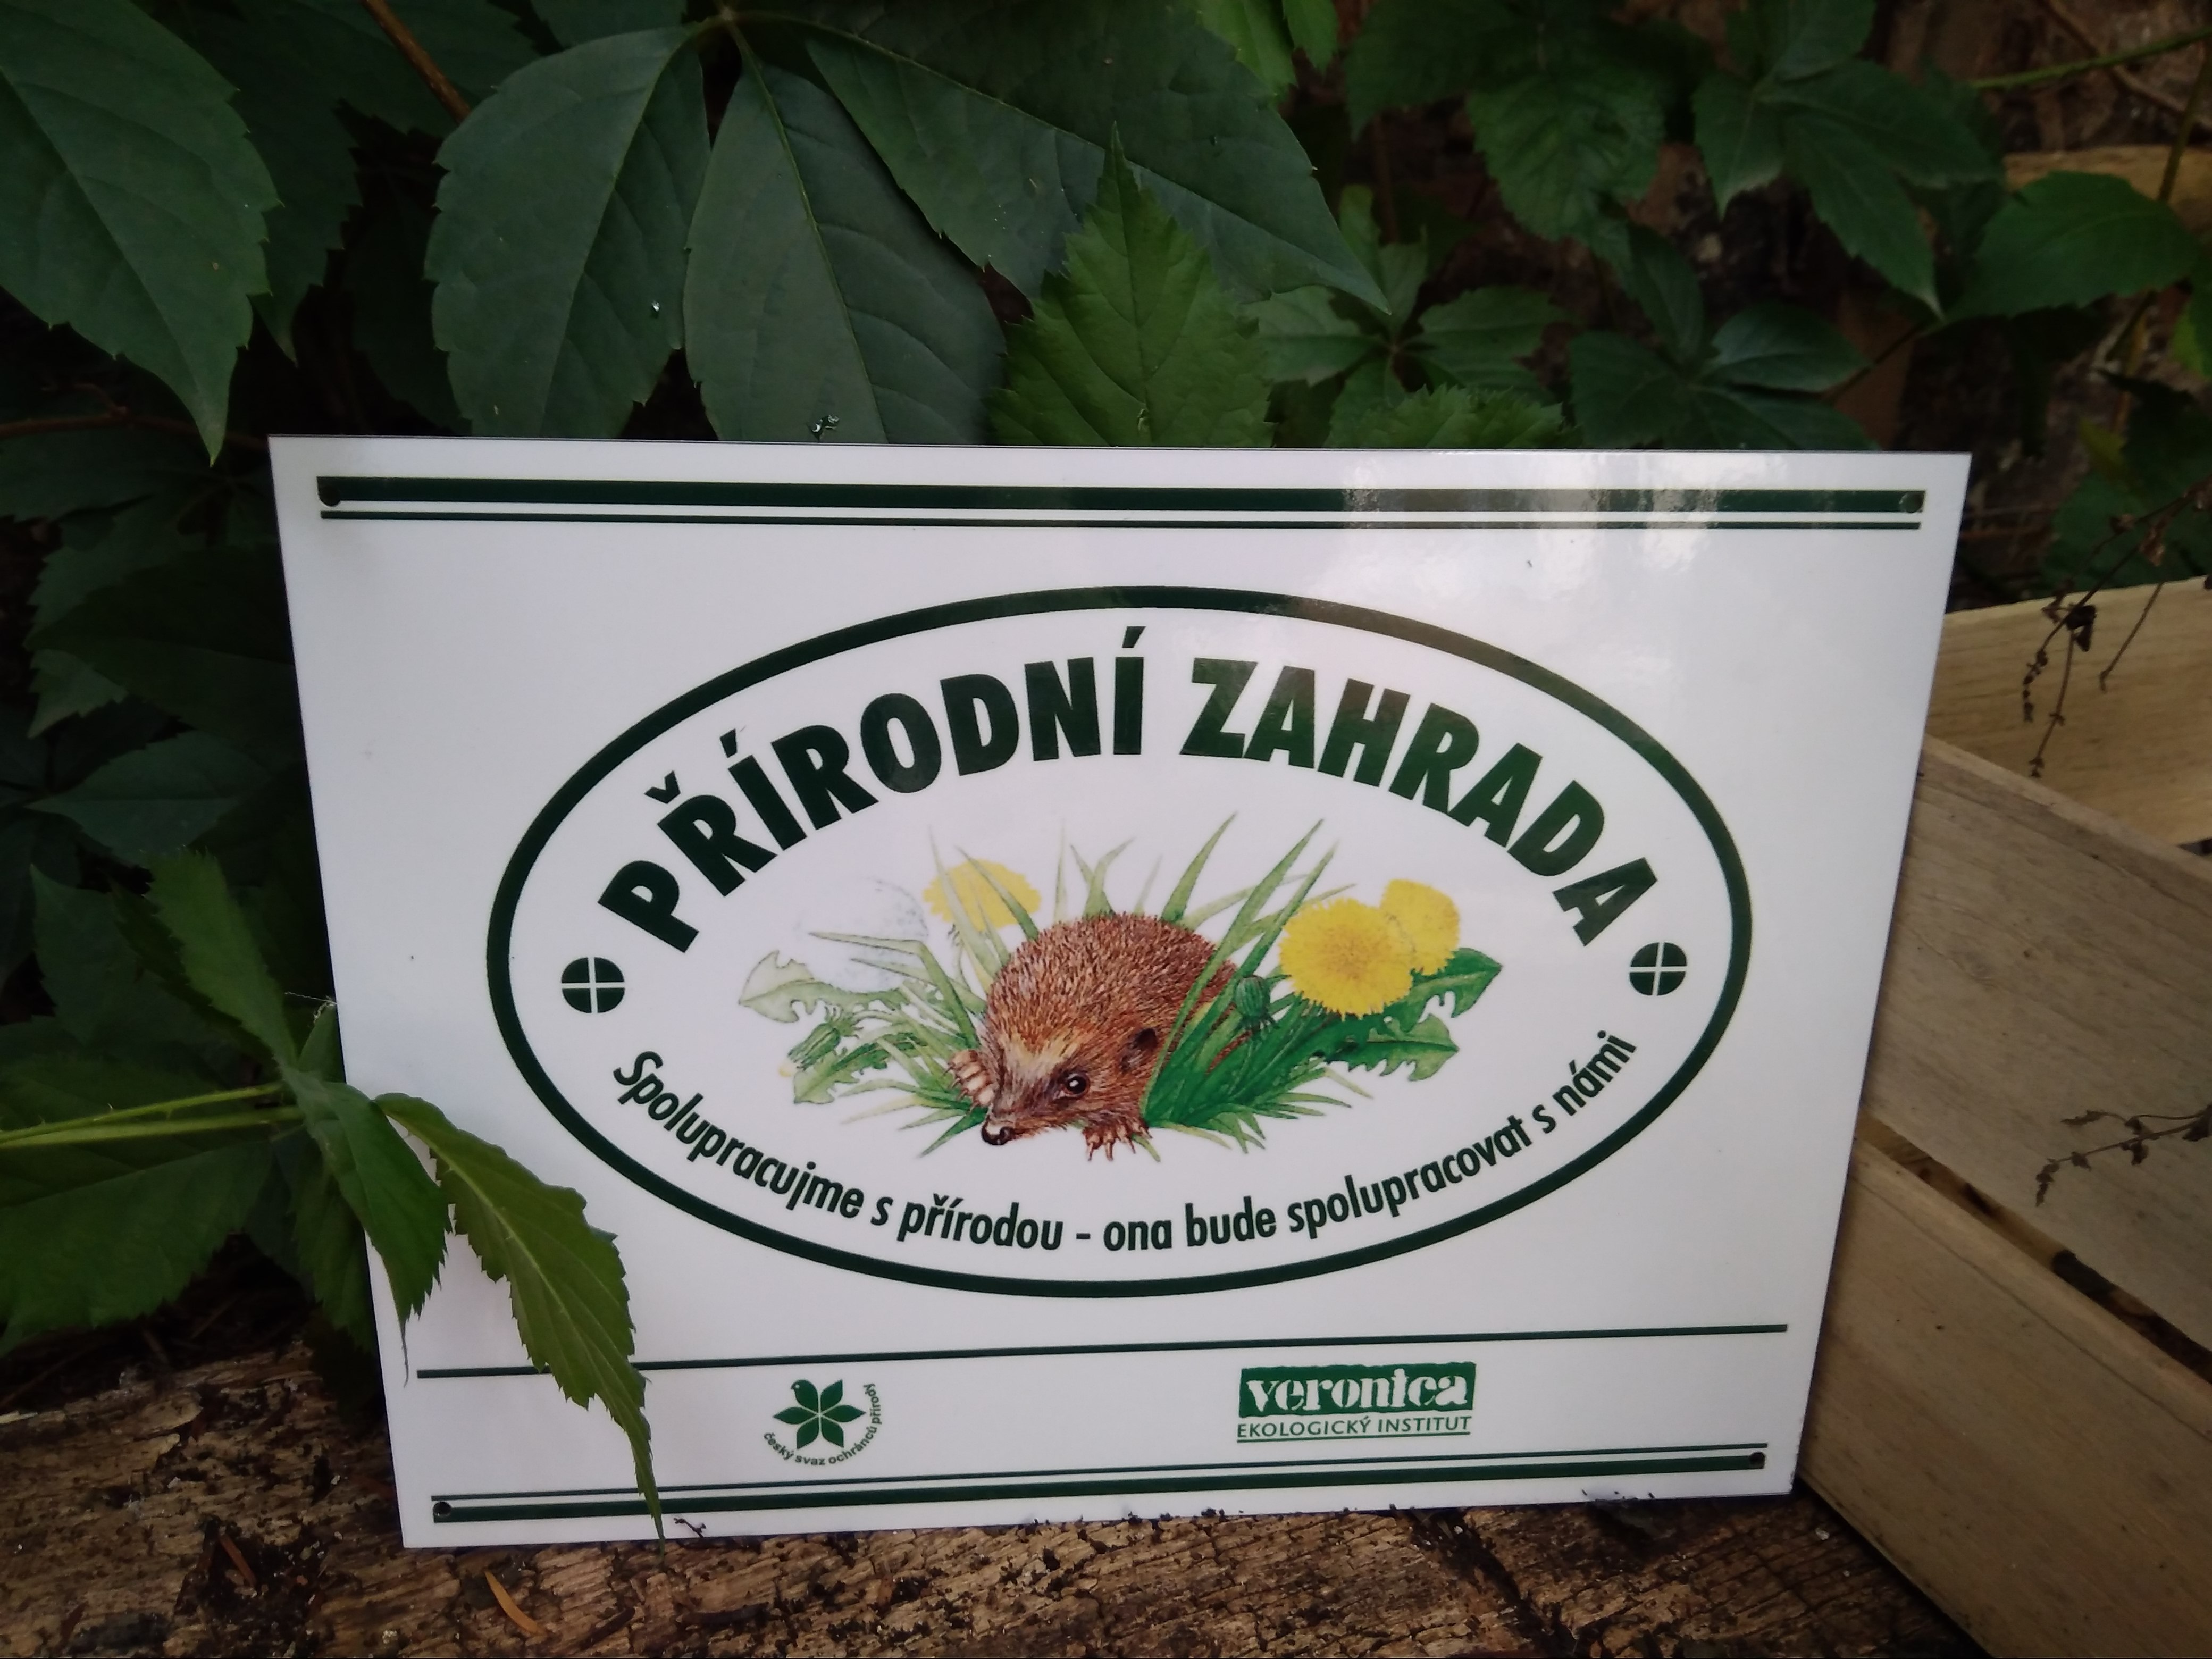 PŘÍRODNÍ ZAHRADA
Spolupracujme s přírodou - ona bude spolupracovat s námi
český svaz ochránců přírody
veronica
EKOLOGICKÝ INSTITUT